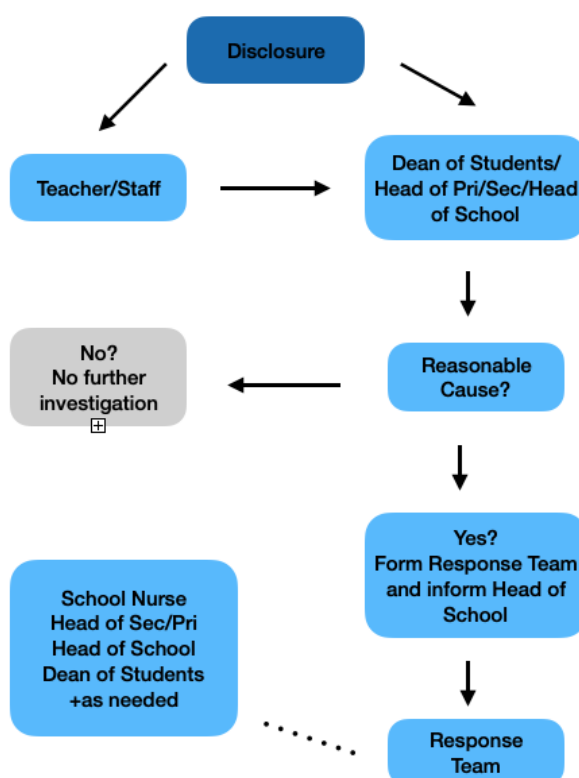 Disclosure
Teacher/Staff
Dean of Students/
Head of Pri/Sec/Head
of School
No?
No further
investigation
Reasonable
Cause?
Yes?
Form Response Team
and inform Head of
School
School Nurse
Head of Sec/Pri
Head of School
Dean of Students
+as needed
Response
Team